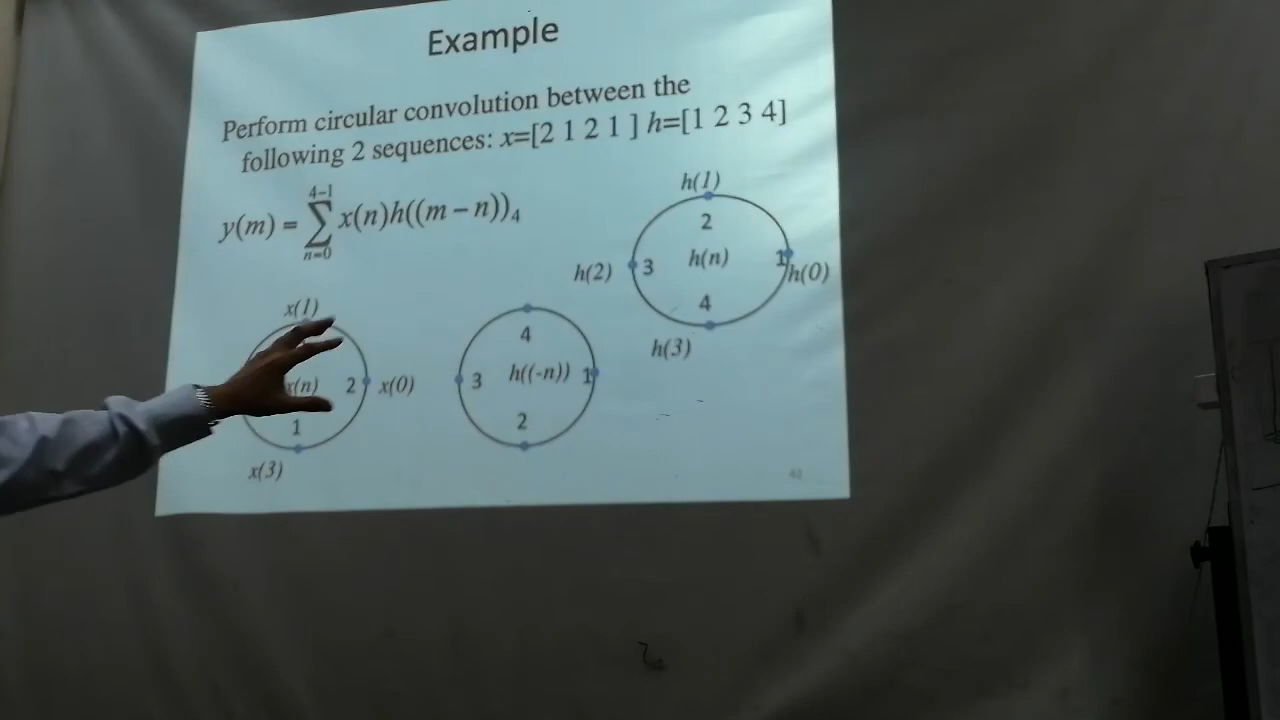 Example
Perform circular convolution between the
following 2 sequences: x=[2 1 2 1 ] h=[1 2 3 4]
y(m) = 4−1 ∑ n=0 x(n)h((m − n))₄
h(1)
2
h(2) 3 h(n) 1 h(0)
4
h(3)
x(1)
x(n) 2 x(0)
1
x(3)
4
3 h((-n)) 1
2